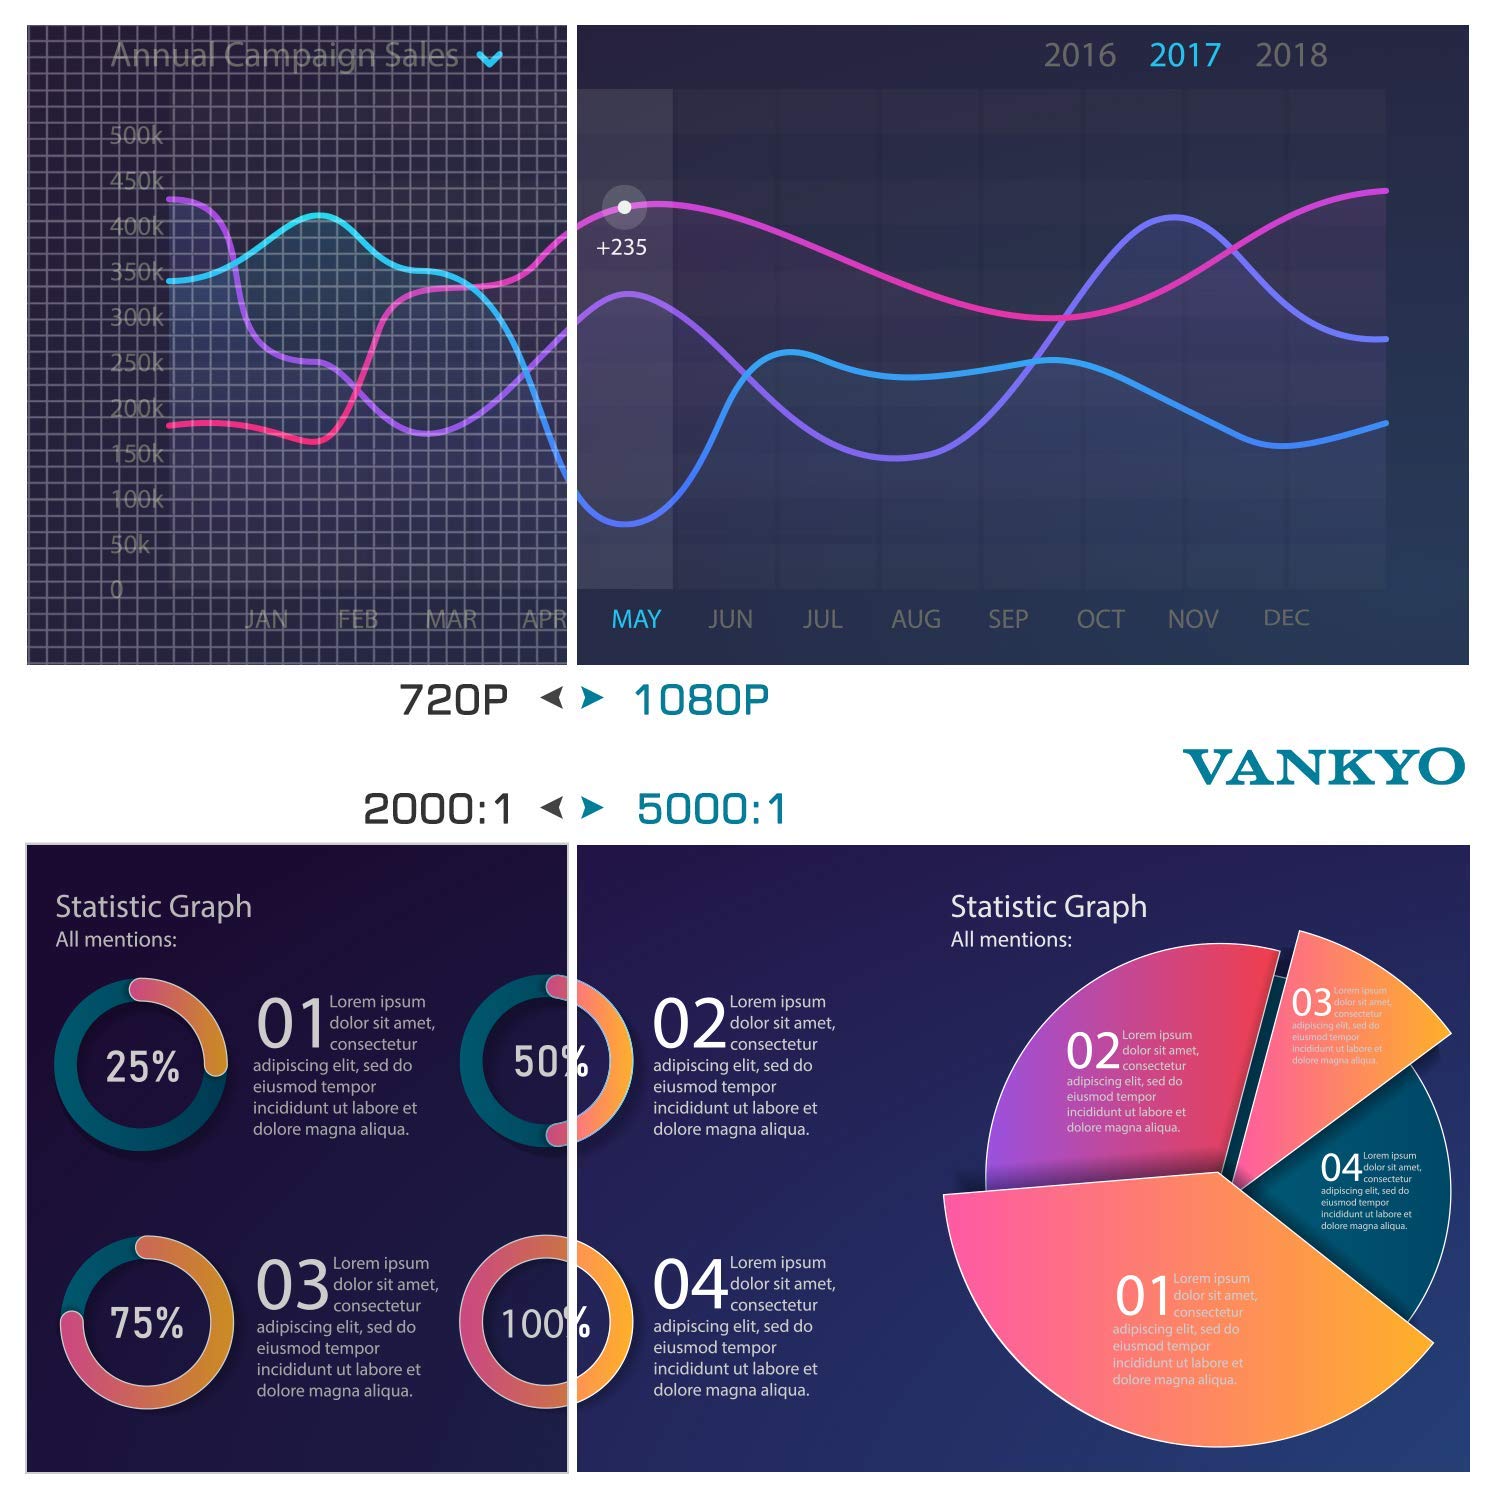 Annual Campaign Sales
2016 2017 2018
500k
450k
400k
350k
300k
250k
200k
150k
100k
50k
0
+235
JAN FEB MAR APR MAY JUN JUL AUG SEP OCT NOV DEC
720P 1080P
VANKYO
2000:1 5000:1
Statistic Graph
All mentions:
25%
01 Lorem ipsum
dolor sit amet,
consectetur
adipiscing elit, sed do
eiusmod tempor
incididunt ut labore et
dolore magna aliqua.
50%
02 Lorem ipsum
dolor sit amet,
consectetur
adipiscing elit, sed do
eiusmod tempor
incididunt ut labore et
dolore magna aliqua.
75%
03 Lorem ipsum
dolor sit amet,
consectetur
adipiscing elit, sed do
eiusmod tempor
incididunt ut labore et
dolore magna aliqua.
100%
04 Lorem ipsum
dolor sit amet,
consectetur
adipiscing elit, sed do
eiusmod tempor
incididunt ut labore et
dolore magna aliqua.
Statistic Graph
All mentions:
02 Lorem ipsum
dolor sit amet,
consectetur
adipiscing elit, sed do
eiusmod tempor
incididunt ut labore et
dolore magna aliqua.
03 Lorem ipsum
dolor sit amet,
consectetur
adipiscing elit, sed do
eiusmod tempor
incididunt ut labore et
dolore magna aliqua.
04 Lorem ipsum
dolor sit amet,
consectetur
adipiscing elit, sed do
eiusmod tempor
incididunt ut labore et
dolore magna aliqua.
01 Lorem ipsum
dolor sit amet,
consectetur
adipiscing elit, sed do
eiusmod tempor
incididunt ut labore et
dolore magna aliqua.